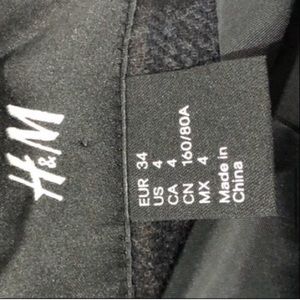 H&M
EUR 34
US 4
CA 4
CN 160/80A
MX 4
Made in
China